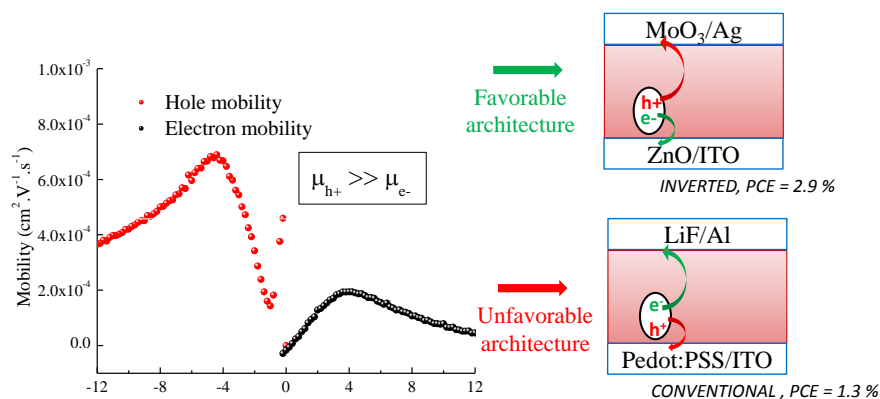 1.0x10⁻³
8.0x10⁻⁴
6.0x10⁻⁴
4.0x10⁻⁴
2.0x10⁻⁴
0.0
Mobility (cm².V⁻¹.s⁻¹)
-12
-8
-4
0
4
8
12
Hole mobility
Electron mobility
μh+ >> μe-
Favorable
architecture
MoO₃/Ag
h+
e-
ZnO/ITO
INVERTED, PCE = 2.9 %
Unfavorable
architecture
LiF/Al
e⁻
h⁺
Pedot:PSS/ITO
CONVENTIONAL , PCE = 1.3 %